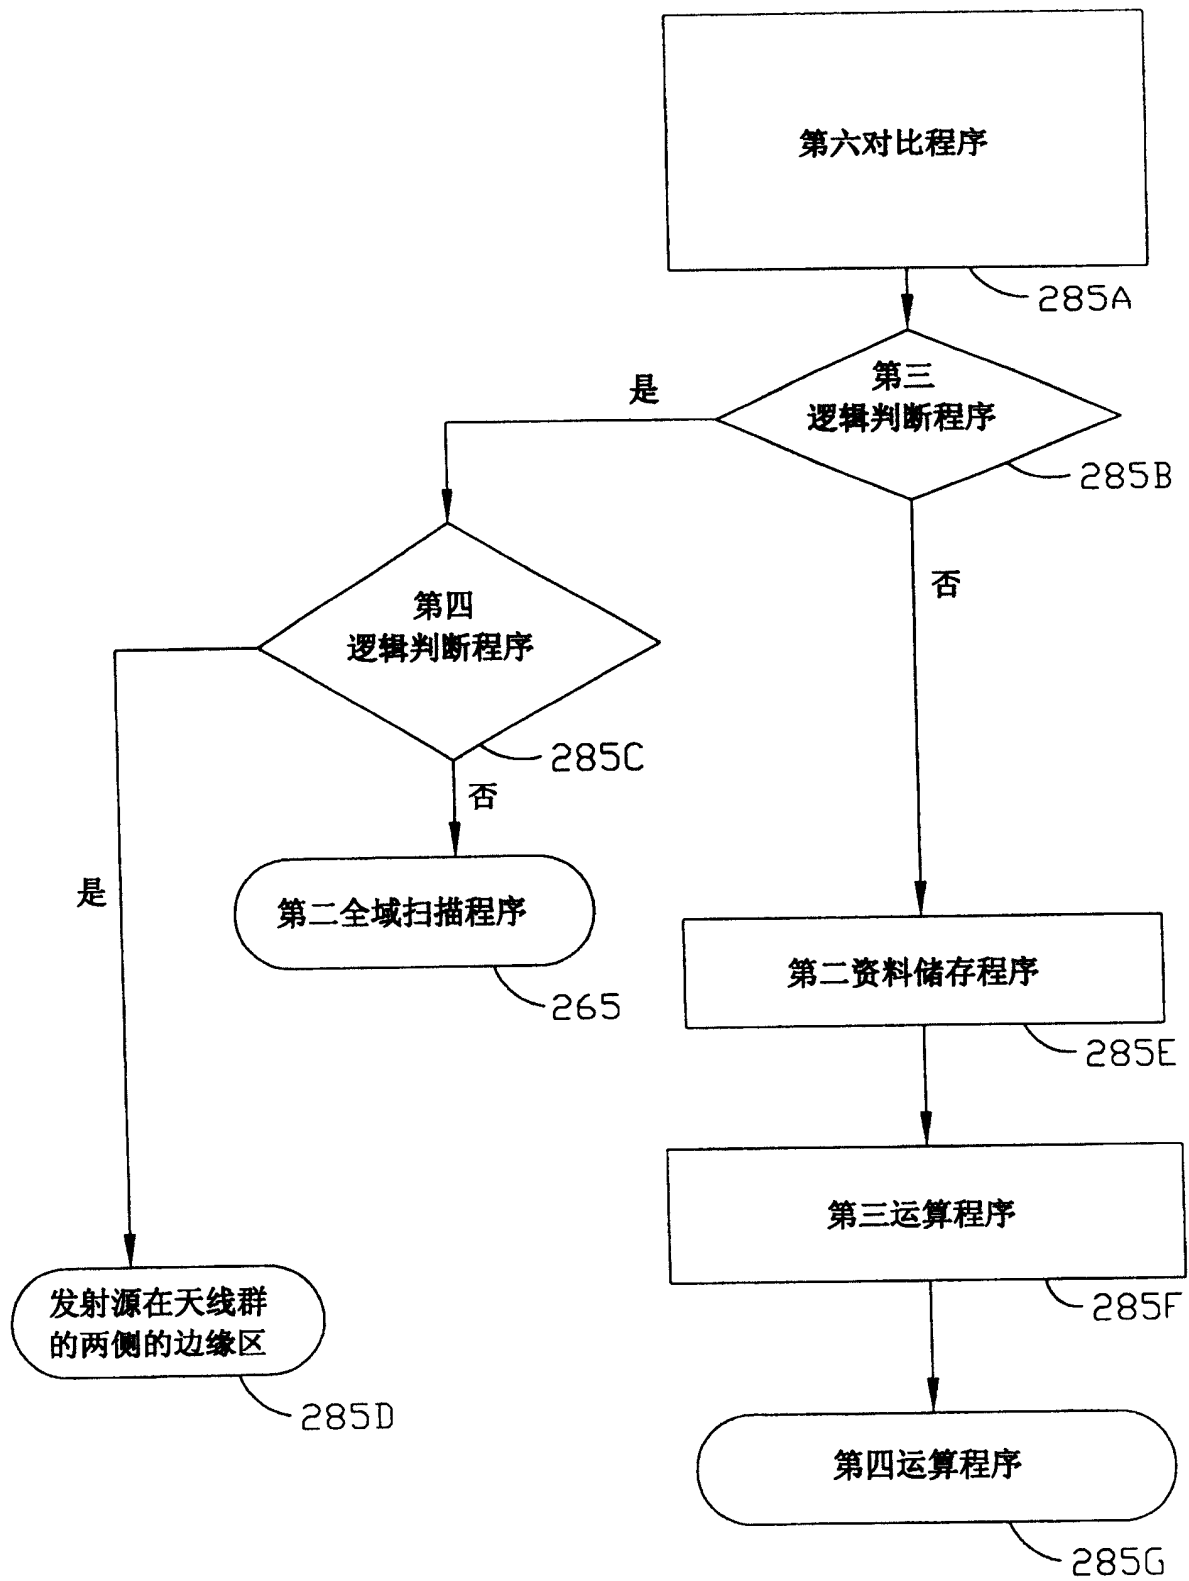 第六对比程序
285A
第三
逻辑判断程序
285B
是
否
第四
逻辑判断程序
285C
否
是
第二全域扫描程序
265
第二资料储存程序
285E
第三运算程序
285F
发射源在天线群
的两侧的边缘区
285D
第四运算程序
285G